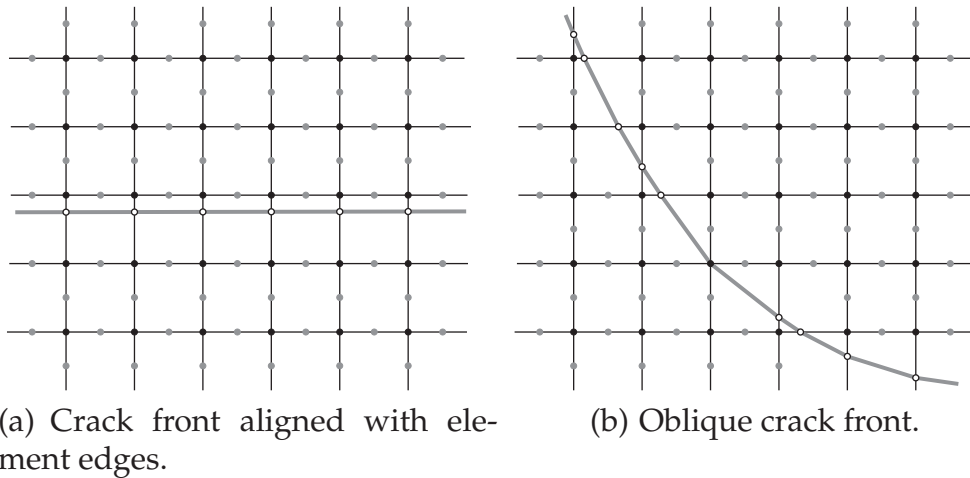 (a) Crack front aligned with ele-
ment edges.
(b) Oblique crack front.